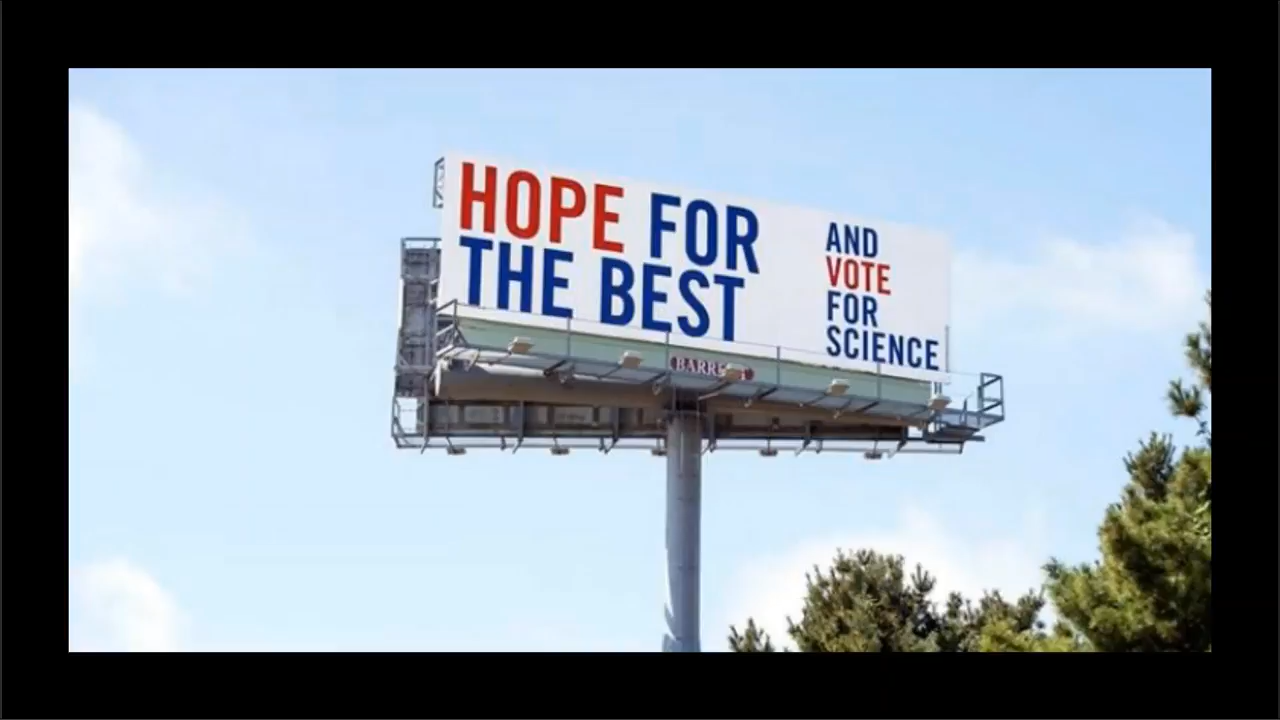 HOPE FOR
THE BEST
AND
VOTE
FOR
SCIENCE